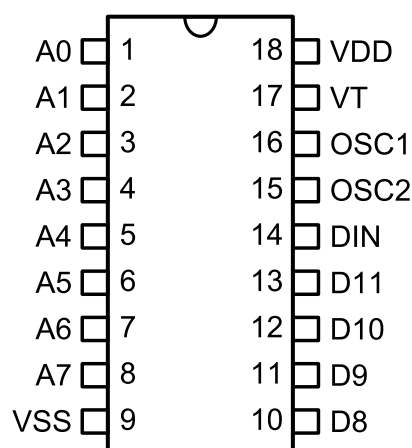 A0 1 18 VDD
A1 2 17 VT
A2 3 16 OSC1
A3 4 15 OSC2
A4 5 14 DIN
A5 6 13 D11
A6 7 12 D10
A7 8 11 D9
VSS 9 10 D8